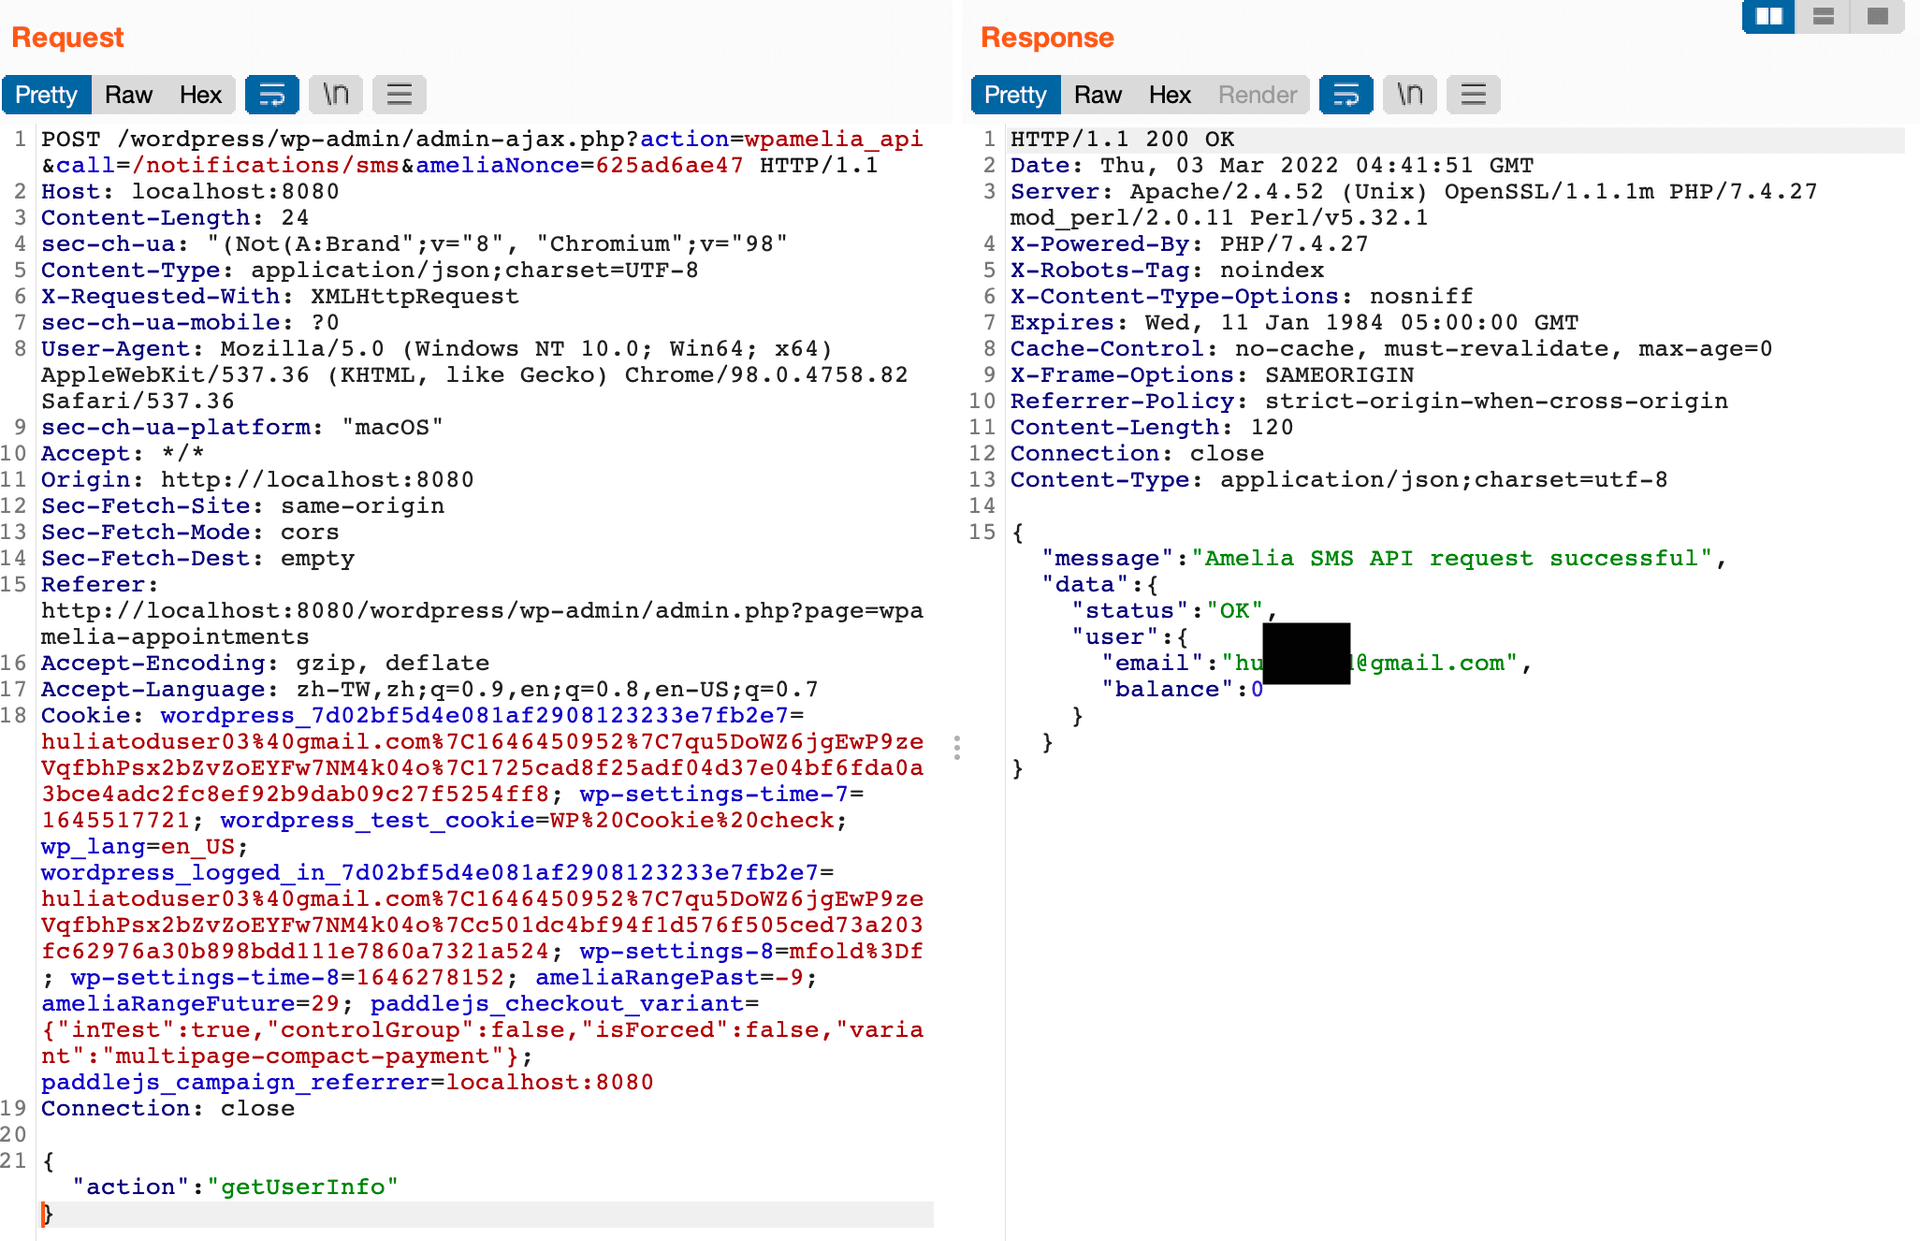 Request
Pretty Raw Hex \n
1 POST /wordpress/wp-admin/admin-ajax.php?action=wpamelia_api
&call=/notifications/sms&ameliaNonce=625ad6ae47 HTTP/1.1
2 Host: localhost:8080
3 Content-Length: 24
4 sec-ch-ua: "(Not(A:Brand";v="8", "Chromium";v="98"
5 Content-Type: application/json;charset=UTF-8
6 X-Requested-With: XMLHttpRequest
7 sec-ch-ua-mobile: ?0
8 User-Agent: Mozilla/5.0 (Windows NT 10.0; Win64; x64)
AppleWebKit/537.36 (KHTML, like Gecko) Chrome/98.0.4758.82
Safari/537.36
9 sec-ch-ua-platform: "macOS"
10 Accept: */*
11 Origin: http://localhost:8080
12 Sec-Fetch-Site: same-origin
13 Sec-Fetch-Mode: cors
14 Sec-Fetch-Dest: empty
15 Referer:
http://localhost:8080/wordpress/wp-admin/admin.php?page=wpa
melia-appointments
16 Accept-Encoding: gzip, deflate
17 Accept-Language: zh-TW,zh;q=0.9,en;q=0.8,en-US;q=0.7
18 Cookie: wordpress_7d02bf5d4e081af2908123233e7fb2e7=
huliatoduser03%40gmail.com%7C1646450952%7C7qu5DoWZ6jgEwP9ze
VqfbhPsx2bZvZoEYFw7NM4k04o%7C1725cad8f25adf04d37e04bf6fda0a
3bce4adc2fc8ef92b9dab09c27f5254ff8; wp-settings-time-7=
1645517721; wordpress_test_cookie=WP%20Cookie%20check;
wp_lang=en_US;
wordpress_logged_in_7d02bf5d4e081af2908123233e7fb2e7=
huliatoduser03%40gmail.com%7C1646450952%7C7qu5DoWZ6jgEwP9ze
VqfbhPsx2bZvZoEYFw7NM4k04o%7Cc501dc4bf94f1d576f505ced73a203
fc62976a30b898bdd111e7860a7321a524; wp-settings-8=mfold%3Df
; wp-settings-time-8=1646278152; ameliaRangePast=-9;
ameliaRangeFuture=29; paddlejs_checkout_variant=
{"inTest":true,"controlGroup":false,"isForced":false,"varia
nt":"multipage-compact-payment"};
paddlejs_campaign_referrer=localhost:8080
19 Connection: close
20
21 {
"action":"getUserInfo"
}
Response
Pretty Raw Hex Render \n
1 HTTP/1.1 200 OK
2 Date: Thu, 03 Mar 2022 04:41:51 GMT
3 Server: Apache/2.4.52 (Unix) OpenSSL/1.1.1m PHP/7.4.27
mod_perl/2.0.11 Perl/v5.32.1
4 X-Powered-By: PHP/7.4.27
5 X-Robots-Tag: noindex
6 X-Content-Type-Options: nosniff
7 Expires: Wed, 11 Jan 1984 05:00:00 GMT
8 Cache-Control: no-cache, must-revalidate, max-age=0
9 X-Frame-Options: SAMEORIGIN
10 Referrer-Policy: strict-origin-when-cross-origin
11 Content-Length: 120
12 Connection: close
13 Content-Type: application/json;charset=utf-8
14
15 {
"message":"Amelia SMS API request successful",
"data":{
"status":"OK",
"user":{
"email":"hu @gmail.com",
"balance":0
}
}
}